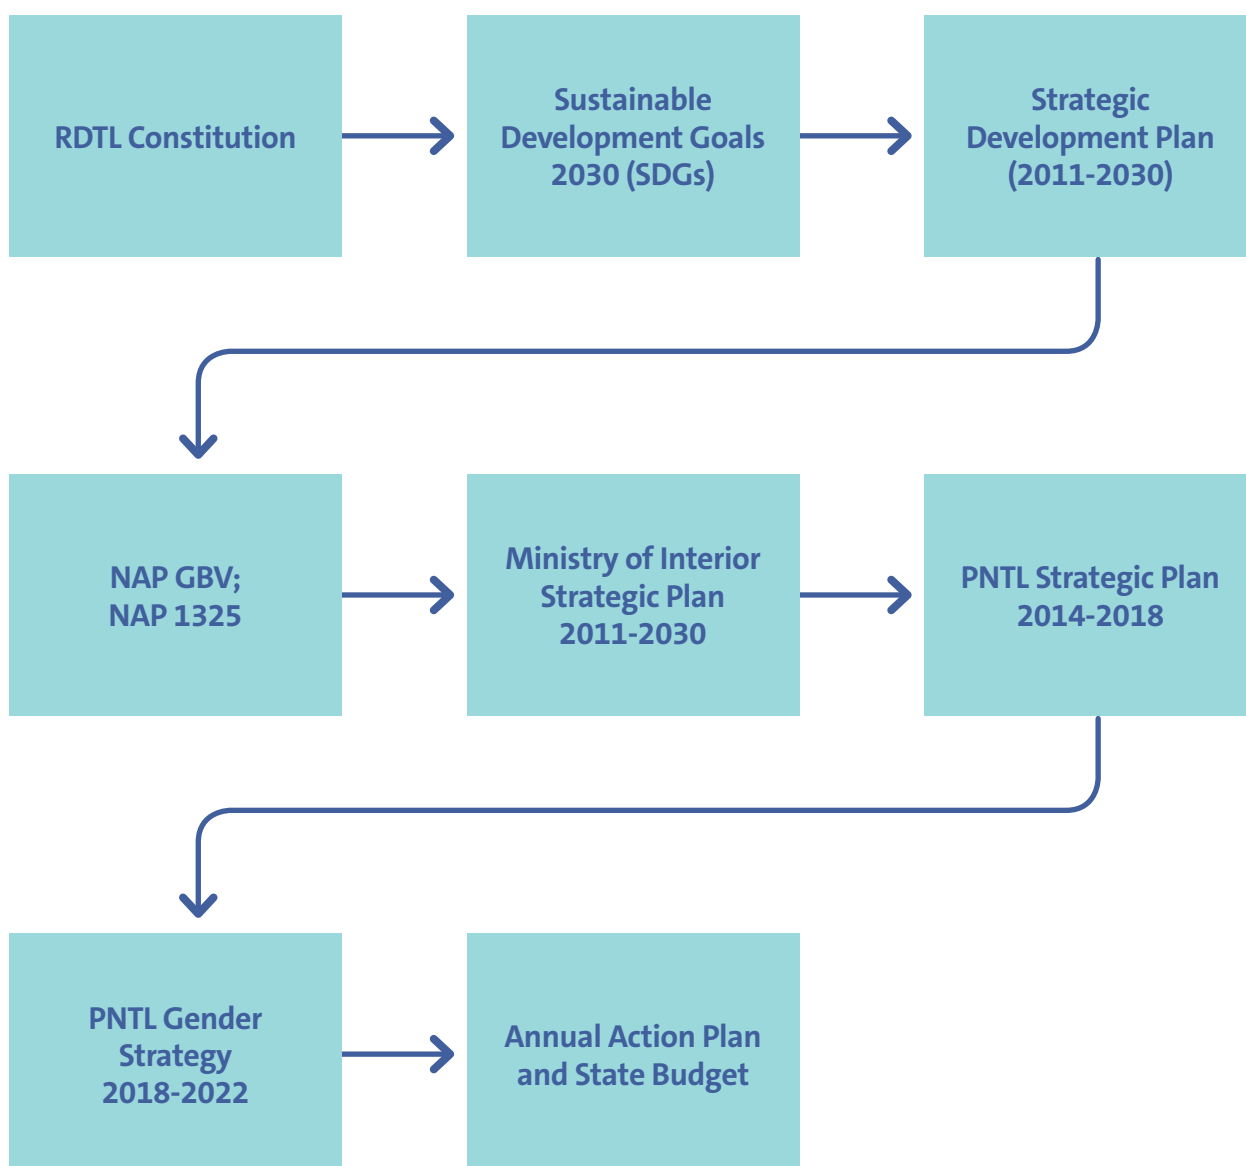 RDTL Constitution
Sustainable
Development Goals
2030 (SDGs)
Strategic
Development Plan
(2011-2030)
NAP GBV;
NAP 1325
Ministry of Interior
Strategic Plan
2011-2030
PNTL Strategic Plan
2014-2018
PNTL Gender
Strategy
2018-2022
Annual Action Plan
and State Budget